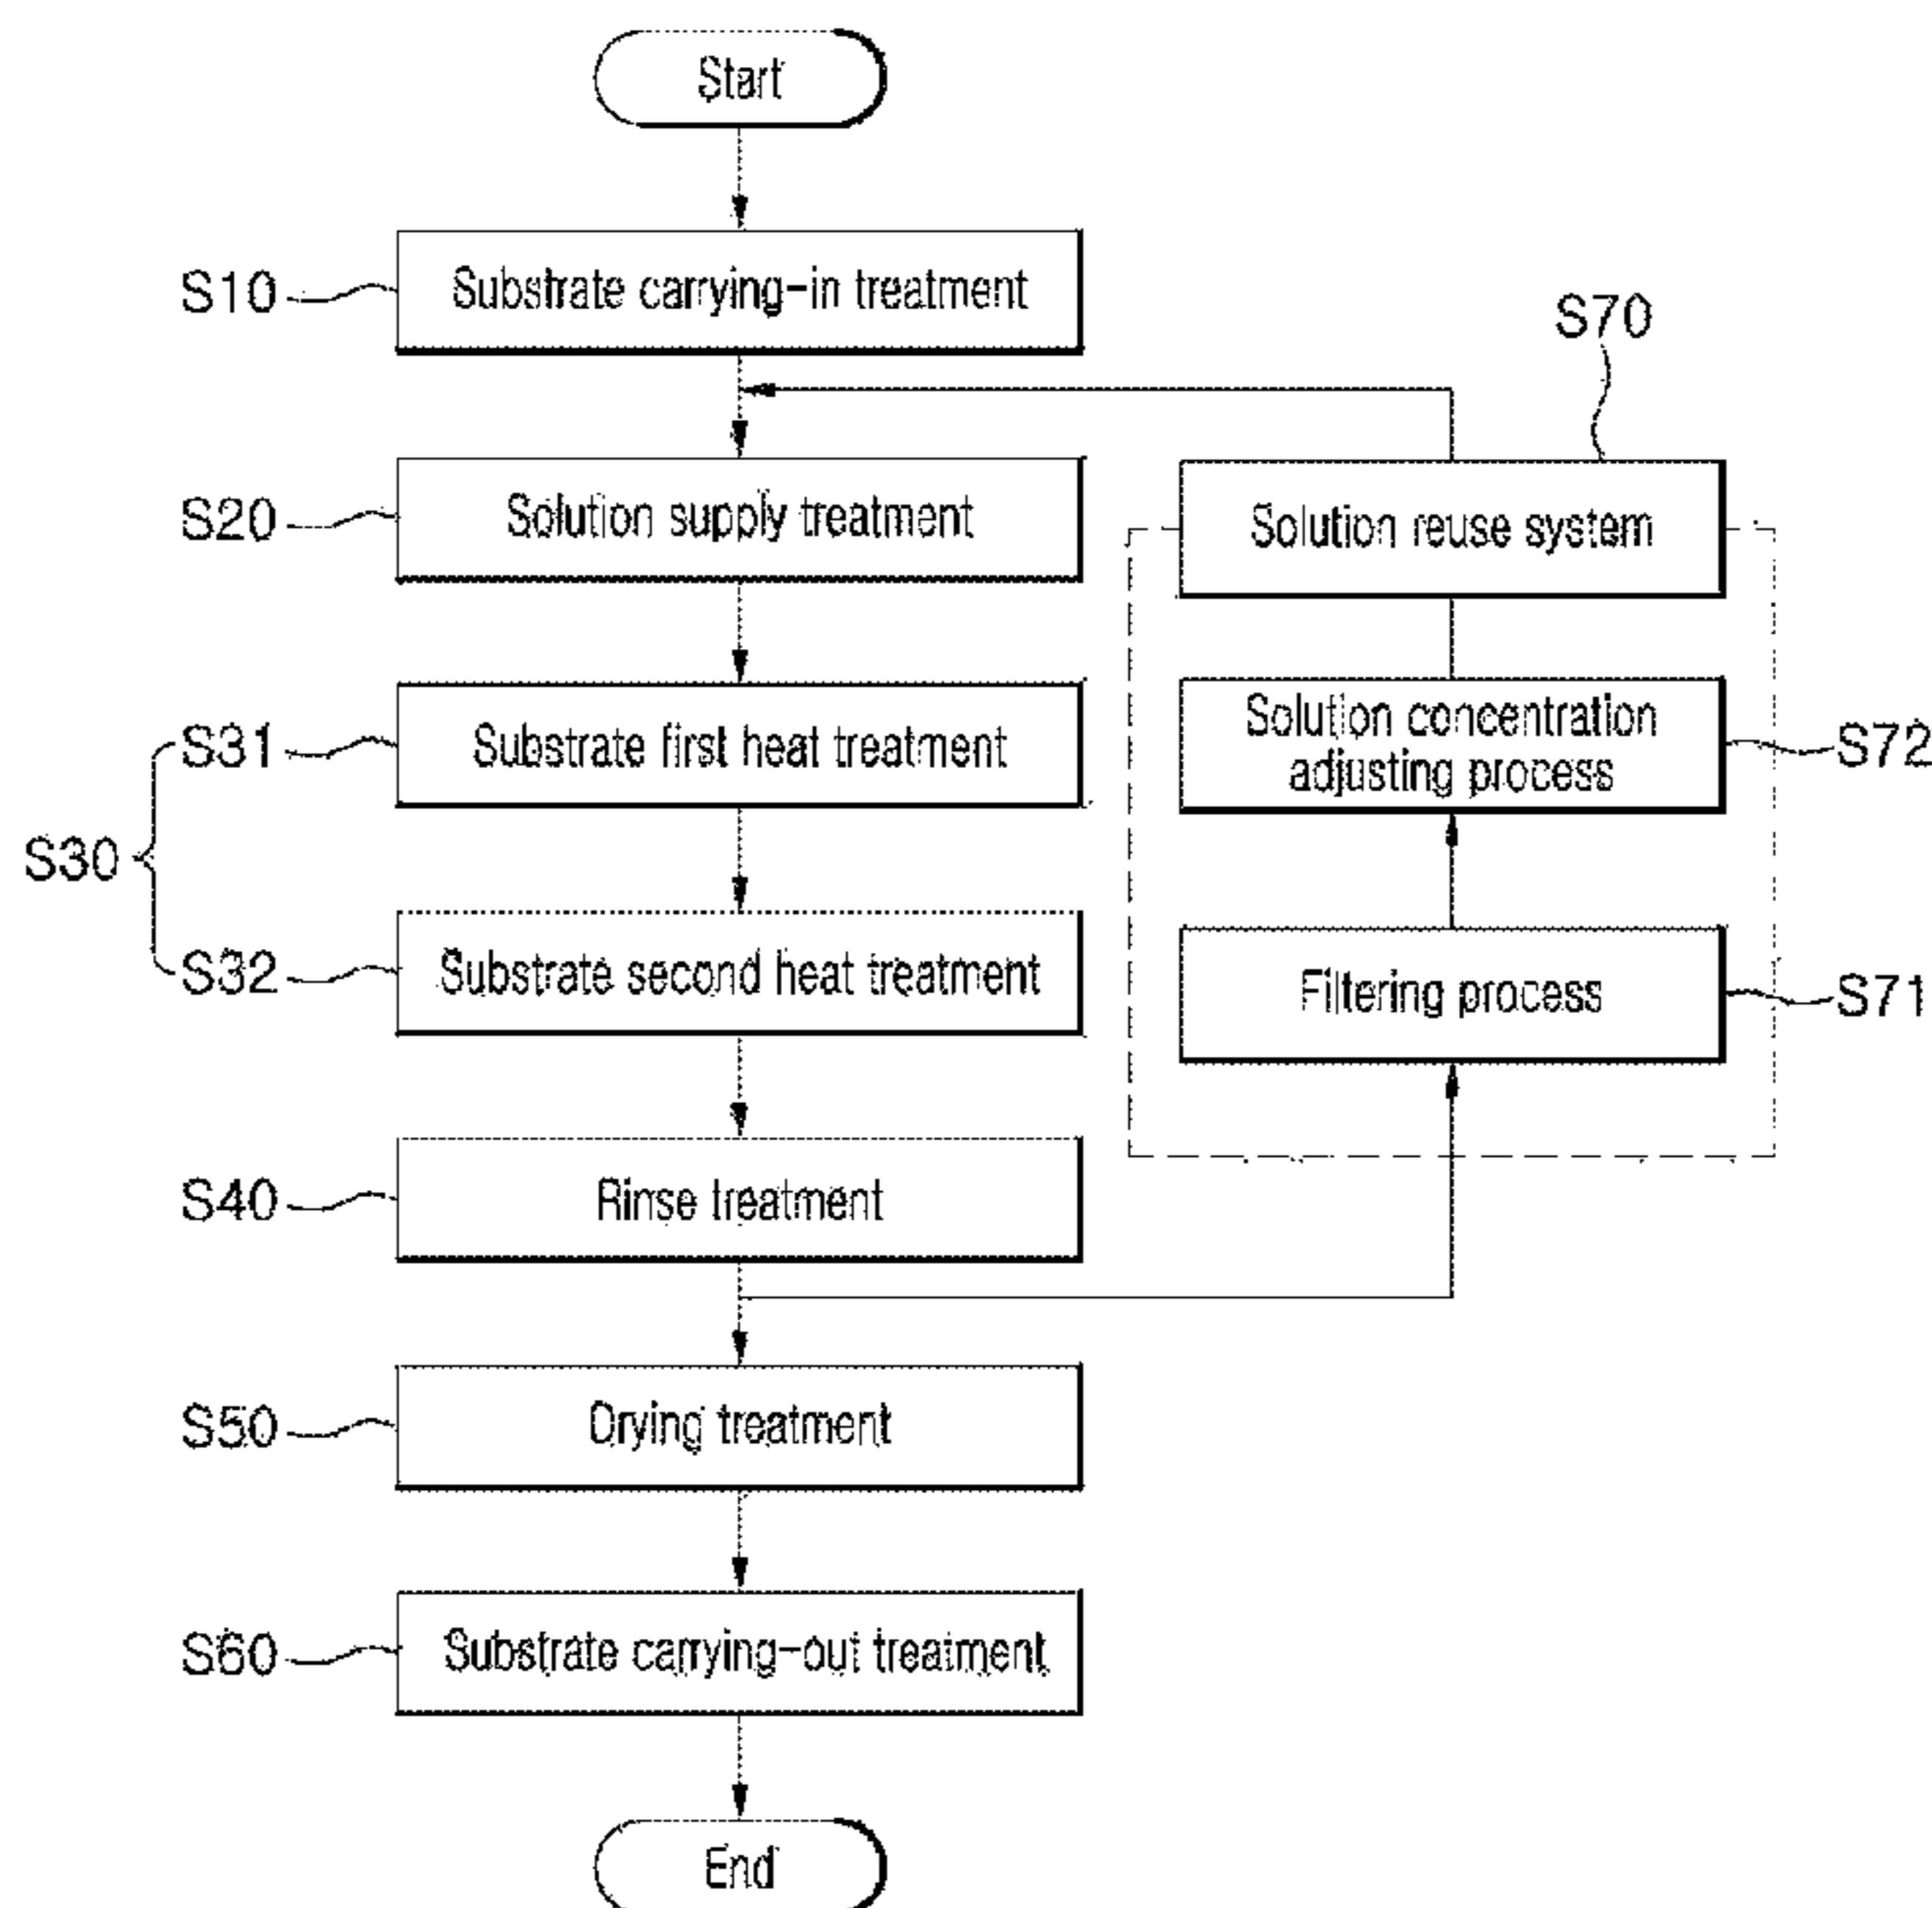 Start
S10
Substrate carrying-in treatment
S70
S20
Solution supply treatment
Solution reuse system
S31
Substrate first heat treatment
Solution concentration
adjusting process
S72
S30
S32
Substrate second heat treatment
Filtering process
S71
S40
Rinse treatment
S50
Drying treatment
S60
Substrate carrying-out treatment
End